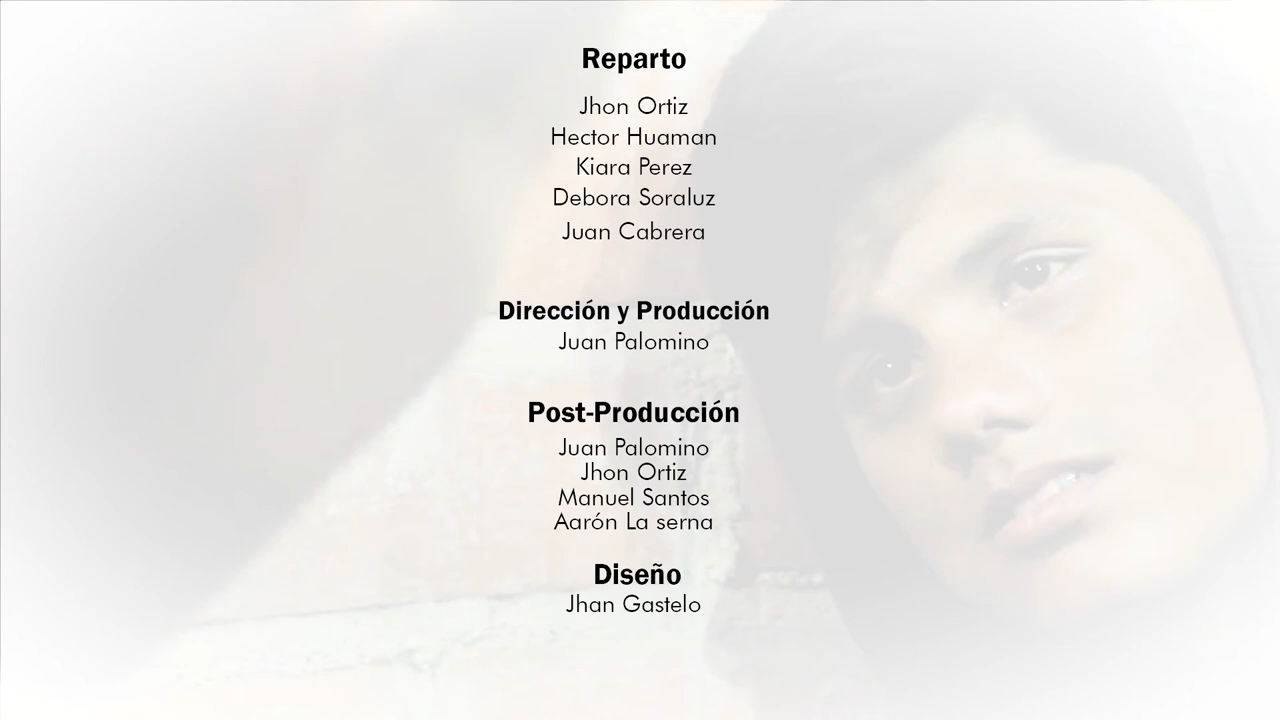 Reparto
Jhon Ortiz
Hector Huaman
Kiara Perez
Debora Soraluz
Juan Cabrera
Dirección y Producción
Juan Palomino
Post-Producción
Juan Palomino
Jhon Ortiz
Manuel Santos
Aarón La serna
Diseño
Jhan Gastelo